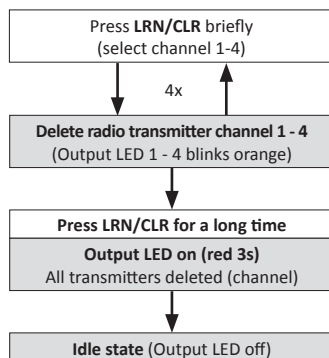 Press LRN/CLR briefly
(select channel 1-4)
4x
Delete radio transmitter channel 1 - 4
(Output LED 1 - 4 blinks orange)
Press LRN/CLR for a long time
Output LED on (red 3s)
All transmitters deleted (channel)
Idle state (Output LED off)